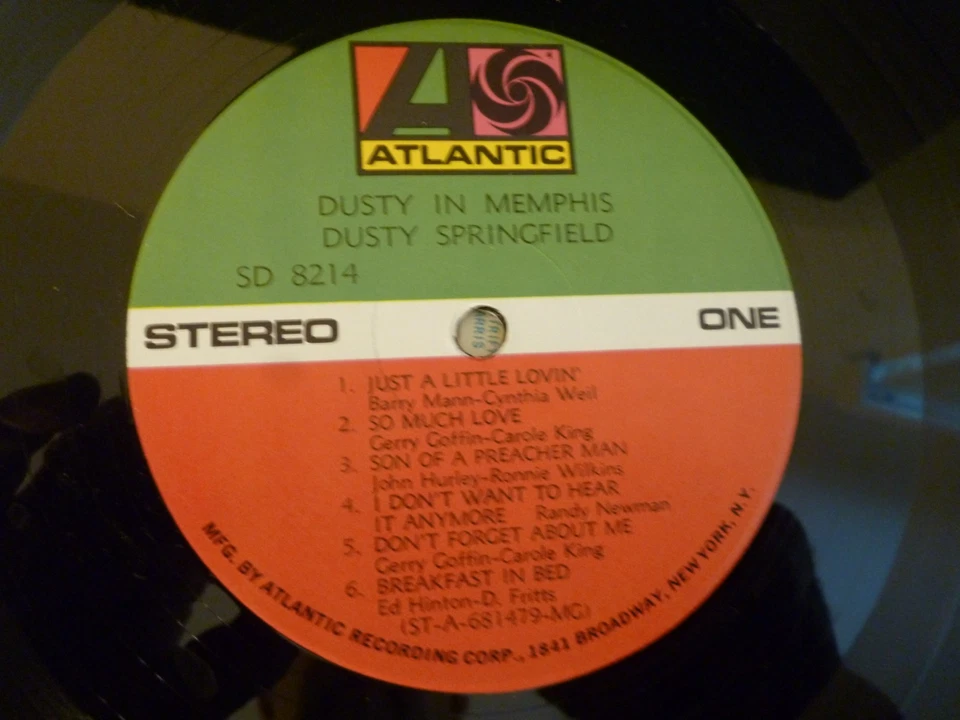 ATLANTIC
DUSTY IN MEMPHIS
DUSTY SPRINGFIELD
SD 8214
STEREO ONE
1. JUST A LITTLE LOVIN'
Barry Mann-Cynthia Weil
2. SO MUCH LOVE
Gerry Goffin-Carole King
3. SON OF A PREACHER MAN
John Hurley-Ronnie Wilkins
4. I DON'T WANT TO HEAR
IT ANYMORE Randy Newman
5. DON'T FORGET ABOUT ME
Gerry Goffin-Carole King
6. BREAKFAST IN BED
Ed Hinton-D. Fritts
(ST-A-681479-MG)
MFG. BY ATLANTIC RECORDING CORP., 1841 BROADWAY, NEW YORK, N.Y.